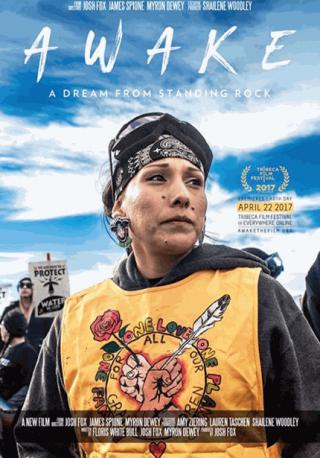 JOSH FOX JAMES SPIONE MYRON DEWEY SHAILENE WOODLEY
AWAKE
A DREAM FROM STANDING ROCK
TRIBECA
FILM
FESTIVAL
2017
PREMIERES EARTH DAY
APRIL 22 2017
TRIBECA FILM FESTIVAL
& EVERYWHERE ONLINE
AWAKETHEFILM.ORG
PROTECT
WATER
ONE LOVE
ALL
FOR OUR
A NEW FILM JOSH FOX JAMES SPIONE MYRON DEWEY AMY ZIERING LAUREN TASCHEN SHAILENE WOODLEY
FLORIS WHITE BULL JOSH FOX MYRON DEWEY JOSH FOX